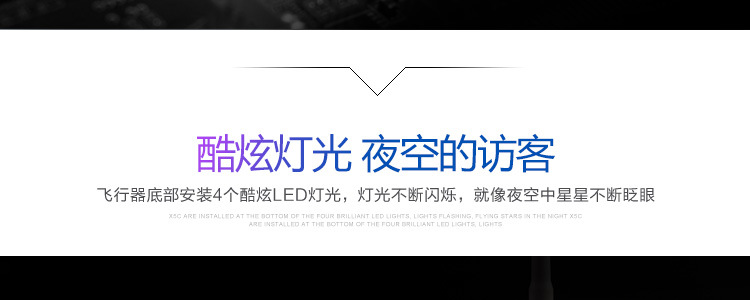 酷炫灯光 夜空的访客
飞行器底部安装4个酷炫LED灯光，灯光不断闪烁，就像夜空中星星不断眨眼
X5C ARE INSTALLED AT THE BOTTOM OF THE FOUR BRILLIANT LED LIGHTS, LIGHTS FLASHING, FLYING STARS IN THE NIGHT X5C
ARE INSTALLED AT THE BOTTOM OF THE FOUR BRILLIANT LED LIGHTS, LIGHTS